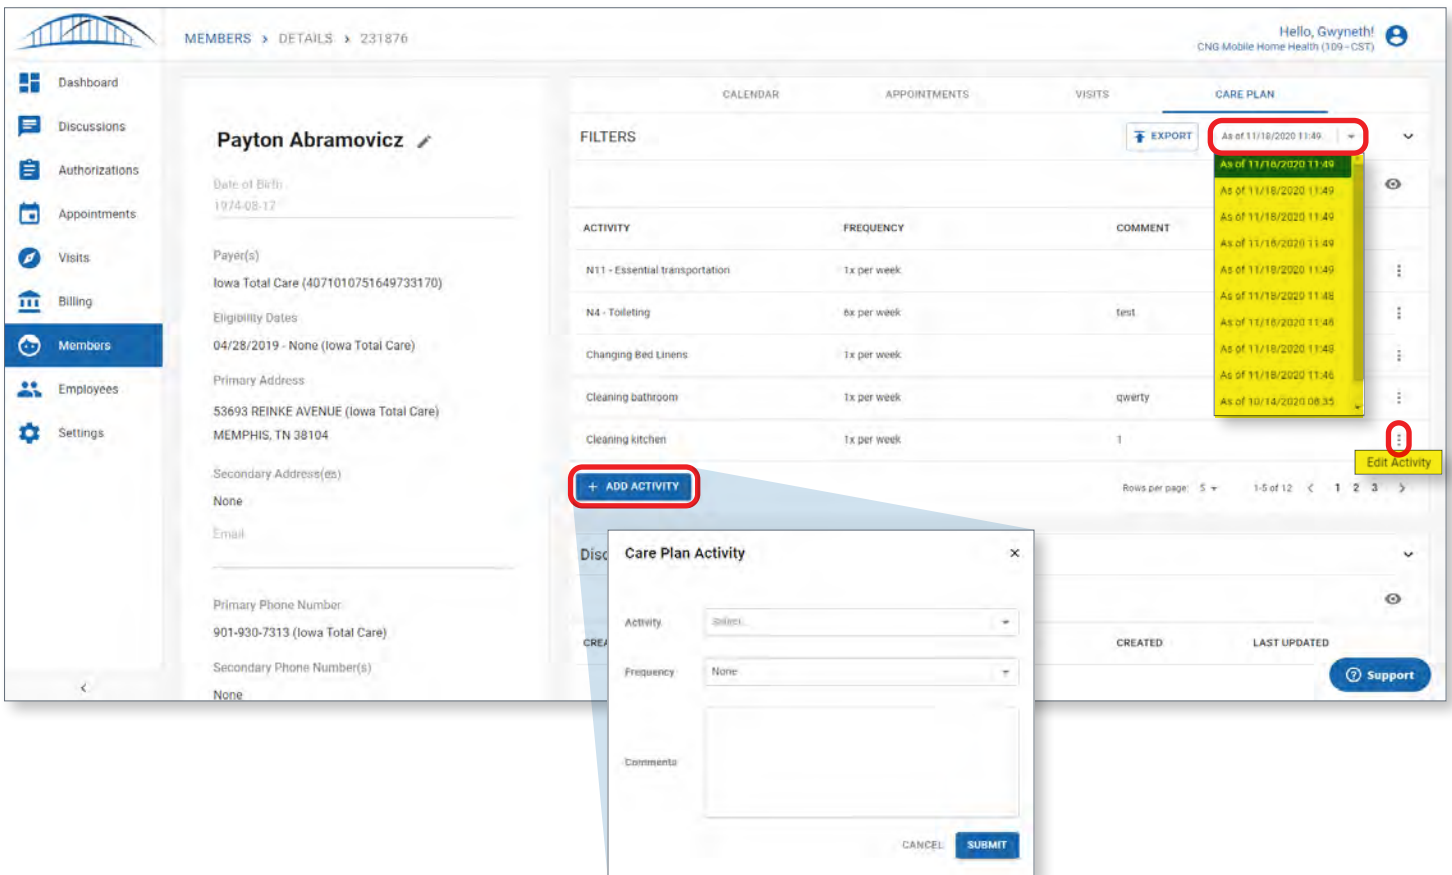 MEMBERS > DETAILS > 231876
Hello, Gwyneth!
CNG-Mobile Home Health (109 - CST)
Dashboard
Discussions
Authorizations
Appointments
Visits
Billing
Members
Employees
Settings
<
Payton Abramovicz
Date of Birth
1974-08-17
Payer(s)
Iowa Total Care (4071010751649733170)
Eligibility Dates
04/28/2019 - None (Iowa Total Care)
Primary Address
53693 REINKE AVENUE (Iowa Total Care)
MEMPHIS, TN 38104
Secondary Address(es)
None
Email
Primary Phone Number
901-930-7313 (Iowa Total Care)
Secondary Phone Number(s)
None
CALENDAR APPOINTMENTS VISITS CARE PLAN
FILTERS EXPORT As of 11/18/2020 11:49
As of 11/18/2020 11:49
As of 11/18/2020 11:49
As of 11/18/2020 11:49
As of 11/18/2020 11:49
As of 11/18/2020 11:49
As of 11/18/2020 11:48
As of 11/18/2020 11:48
As of 11/18/2020 11:48
As of 11/18/2020 11:46
As of 10/14/2020 08:35
ACTIVITY FREQUENCY COMMENT
N11 - Essential transportation 1x per week
N4 - Toileting 6x per week test
Changing Bed Linens 1x per week
Cleaning bathroom 1x per week qwerty
Cleaning kitchen 1x per week 1
Edit Activity
+ ADD ACTIVITY Rows per page: 5 1-5 of 12 < 1 2 3 >
Disc
CREA CREATED LAST UPDATED
Support
Care Plan Activity ×
Activity Select...
Frequency None
Comments
CANCEL SUBMIT